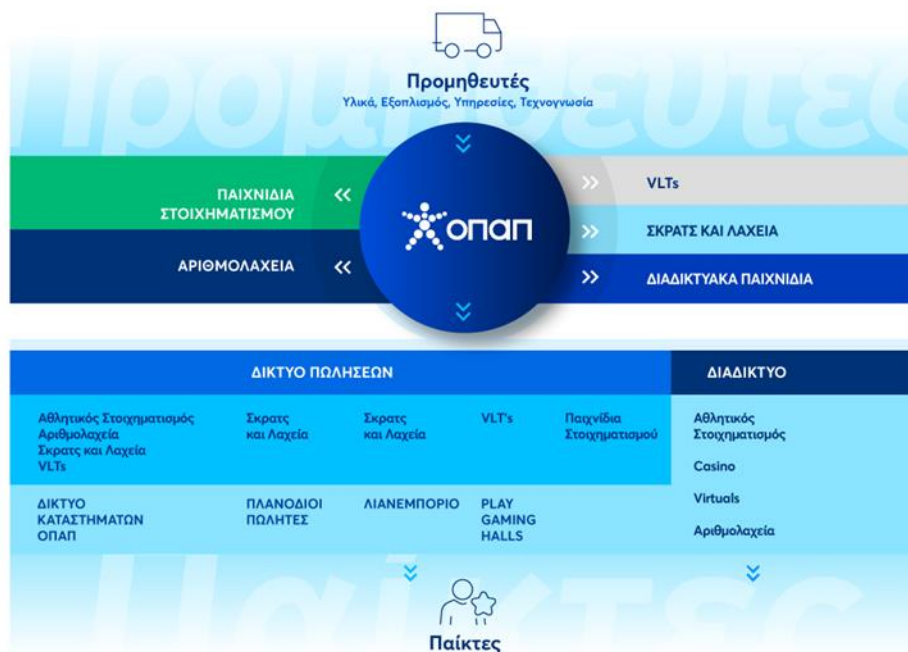 Προμηθευτές
Προμηθευτές
Υλικά, Εξοπλισμός, Υπηρεσίες, Τεχνογνωσία
ΠΑΙΧΝΙΔΙΑ
ΣΤΟΙΧΗΜΑΤΙΣΜΟΥ
ΑΡΙΘΜΟΛΑΧΕΙΑ
οπαπ
VLTs
ΣΚΡΑΤΣ ΚΑΙ ΛΑΧΕΙΑ
ΔΙΑΔΙΚΤΥΑΚΑ ΠΑΙΧΝΙΔΙΑ
ΔΙΚΤΥΟ ΠΩΛΗΣΕΩΝ
Αθλητικός Στοιχηματισμός
Αριθμολαχεία
Σκρατς και Λαχεία
VLTs
Σκρατς
και Λαχεία
Σκρατς
και Λαχεία
VLT's
Παιχνίδια
Στοιχηματισμού
ΔΙΚΤΥΟ
ΚΑΤΑΣΤΗΜΑΤΩΝ
ΟΠΑΠ
ΠΛΑΝΟΔΙΟΙ
ΠΩΛΗΤΕΣ
ΛΙΑΝΕΜΠΟΡΙΟ
PLAY
GAMING
HALLS
ΔΙΑΔΙΚΤΥΟ
Αθλητικός
Στοιχηματισμός
Casino
Virtuals
Αριθμολαχεία
Παίκτες
Παίκτες